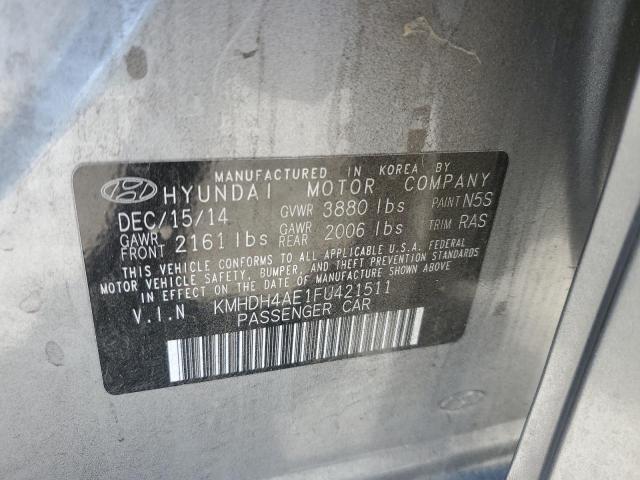 MANUFACTURED IN KOREA BY
HYUNDAI MOTOR COMPANY
DEC/15/14 GVWR 3880 lbs PAINT N5S
GAWR FRONT 2161 lbs GAWR REAR 2006 lbs TRIM RAS
THIS VEHICLE CONFORMS TO ALL APPLICABLE U.S.A. FEDERAL
MOTOR VEHICLE SAFETY, BUMPER, AND THEFT PREVENTION STANDARDS
IN EFFECT ON THE DATE OF MANUFACTURE SHOWN ABOVE.
V.I.N KMHDH4AE1FU421511
PASSENGER CAR